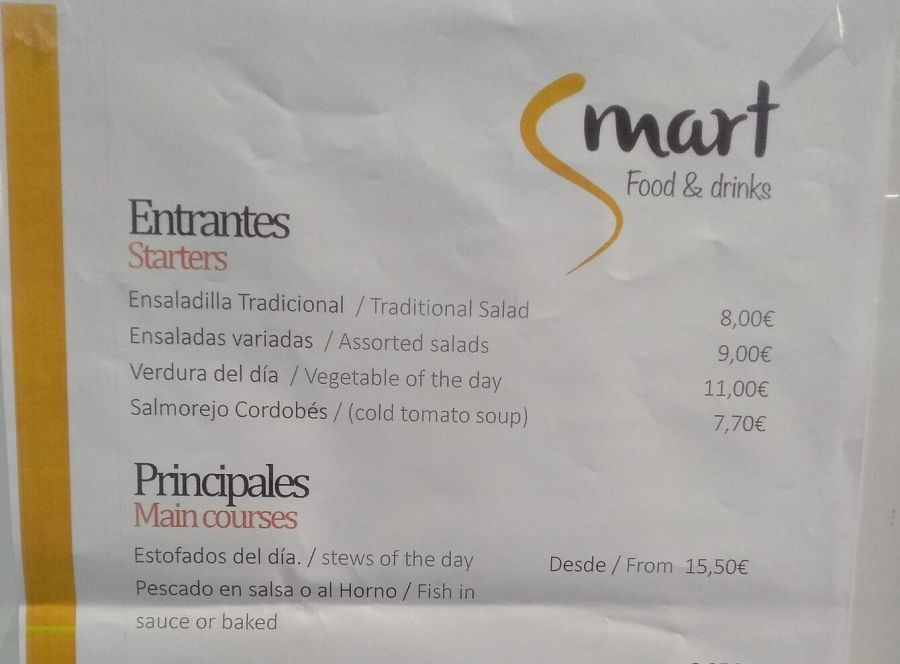 Smart
Food & drinks
Entrantes
Starters
Ensaladilla Tradicional / Traditional Salad 8,00€
Ensaladas variadas / Assorted salads 9,00€
Verdura del día / Vegetable of the day 11,00€
Salmorejo Cordobés / (cold tomato soup) 7,70€
Principales
Main courses
Estofados del día. / stews of the day Desde / From 15,50€
Pescado en salsa o al Horno / Fish in
sauce or baked